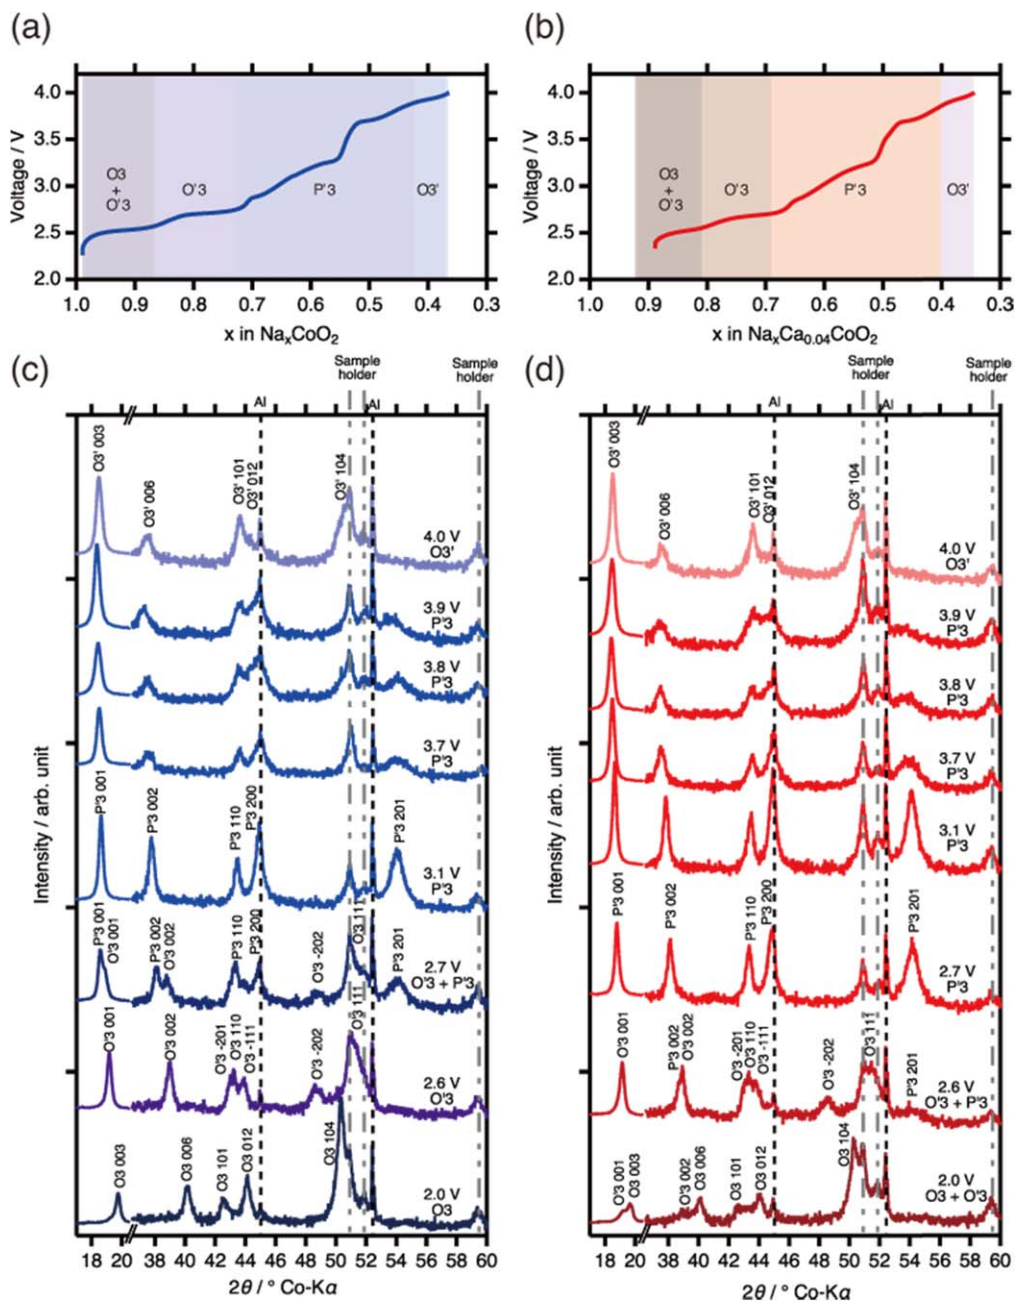 (a)
(b)
Voltage / V
4.0
3.5
3.0
2.5
2.0
O3
+
O'3
O'3
P'3
O3'
1.0 0.9 0.8 0.7 0.6 0.5 0.4 0.3
x in NaxCoO2
Voltage / V
4.0
3.5
3.0
2.5
2.0
O3
+
O'3
O'3
P'3
O3'
1.0 0.9 0.8 0.7 0.6 0.5 0.4 0.3
x in NaxCa0.04CoO2
(c)
Sample
holder
Sample
holder
Al
Al
Intensity / arb. unit
O3' 003
O3' 006
O3' 101
O3' 012
O3' 104
4.0 V
O3'
3.9 V
P'3
3.8 V
P'3
3.7 V
P'3
P'3 001
P'3 002
P'3 110
P'3 200
P'3 201
3.1 V
P'3
P'3 001
O'3 001
P'3 002
O'3 002
P'3 110
P'3 200
O'3 -202
O'3 111
P'3 201
2.7 V
O'3 + P'3
O'3 001
O'3 002
O'3 -201
O'3 110
O'3 -111
O'3 -202
O'3 111
2.6 V
O'3
O3 003
O3 006
O3 101
O3 012
O3 104
2.0 V
O3
18 20 38 40 42 44 46 48 50 52 54 56 58 60
2θ / ° Co-Kα
(d)
Sample
holder
Sample
holder
Al
Al
Intensity / arb. unit
O3' 003
O3' 006
O3' 101
O3' 012
O3' 104
4.0 V
O3'
3.9 V
P'3
3.8 V
P'3
3.7 V
P'3
3.1 V
P'3
P'3 001
P'3 002
P'3 110
P'3 200
P'3 201
2.7 V
P'3
O'3 001
P'3 002
O'3 002
O'3 -201
O'3 110
O'3 -111
O'3 -202
O'3 111
P'3 201
2.6 V
O'3 + P'3
O'3 001
O3 003
O'3 002
O3 006
O3 101
O3 012
O3 104
2.0 V
O3 + O'3
18 20 38 40 42 44 46 48 50 52 54 56 58 60
2θ / ° Co-Kα